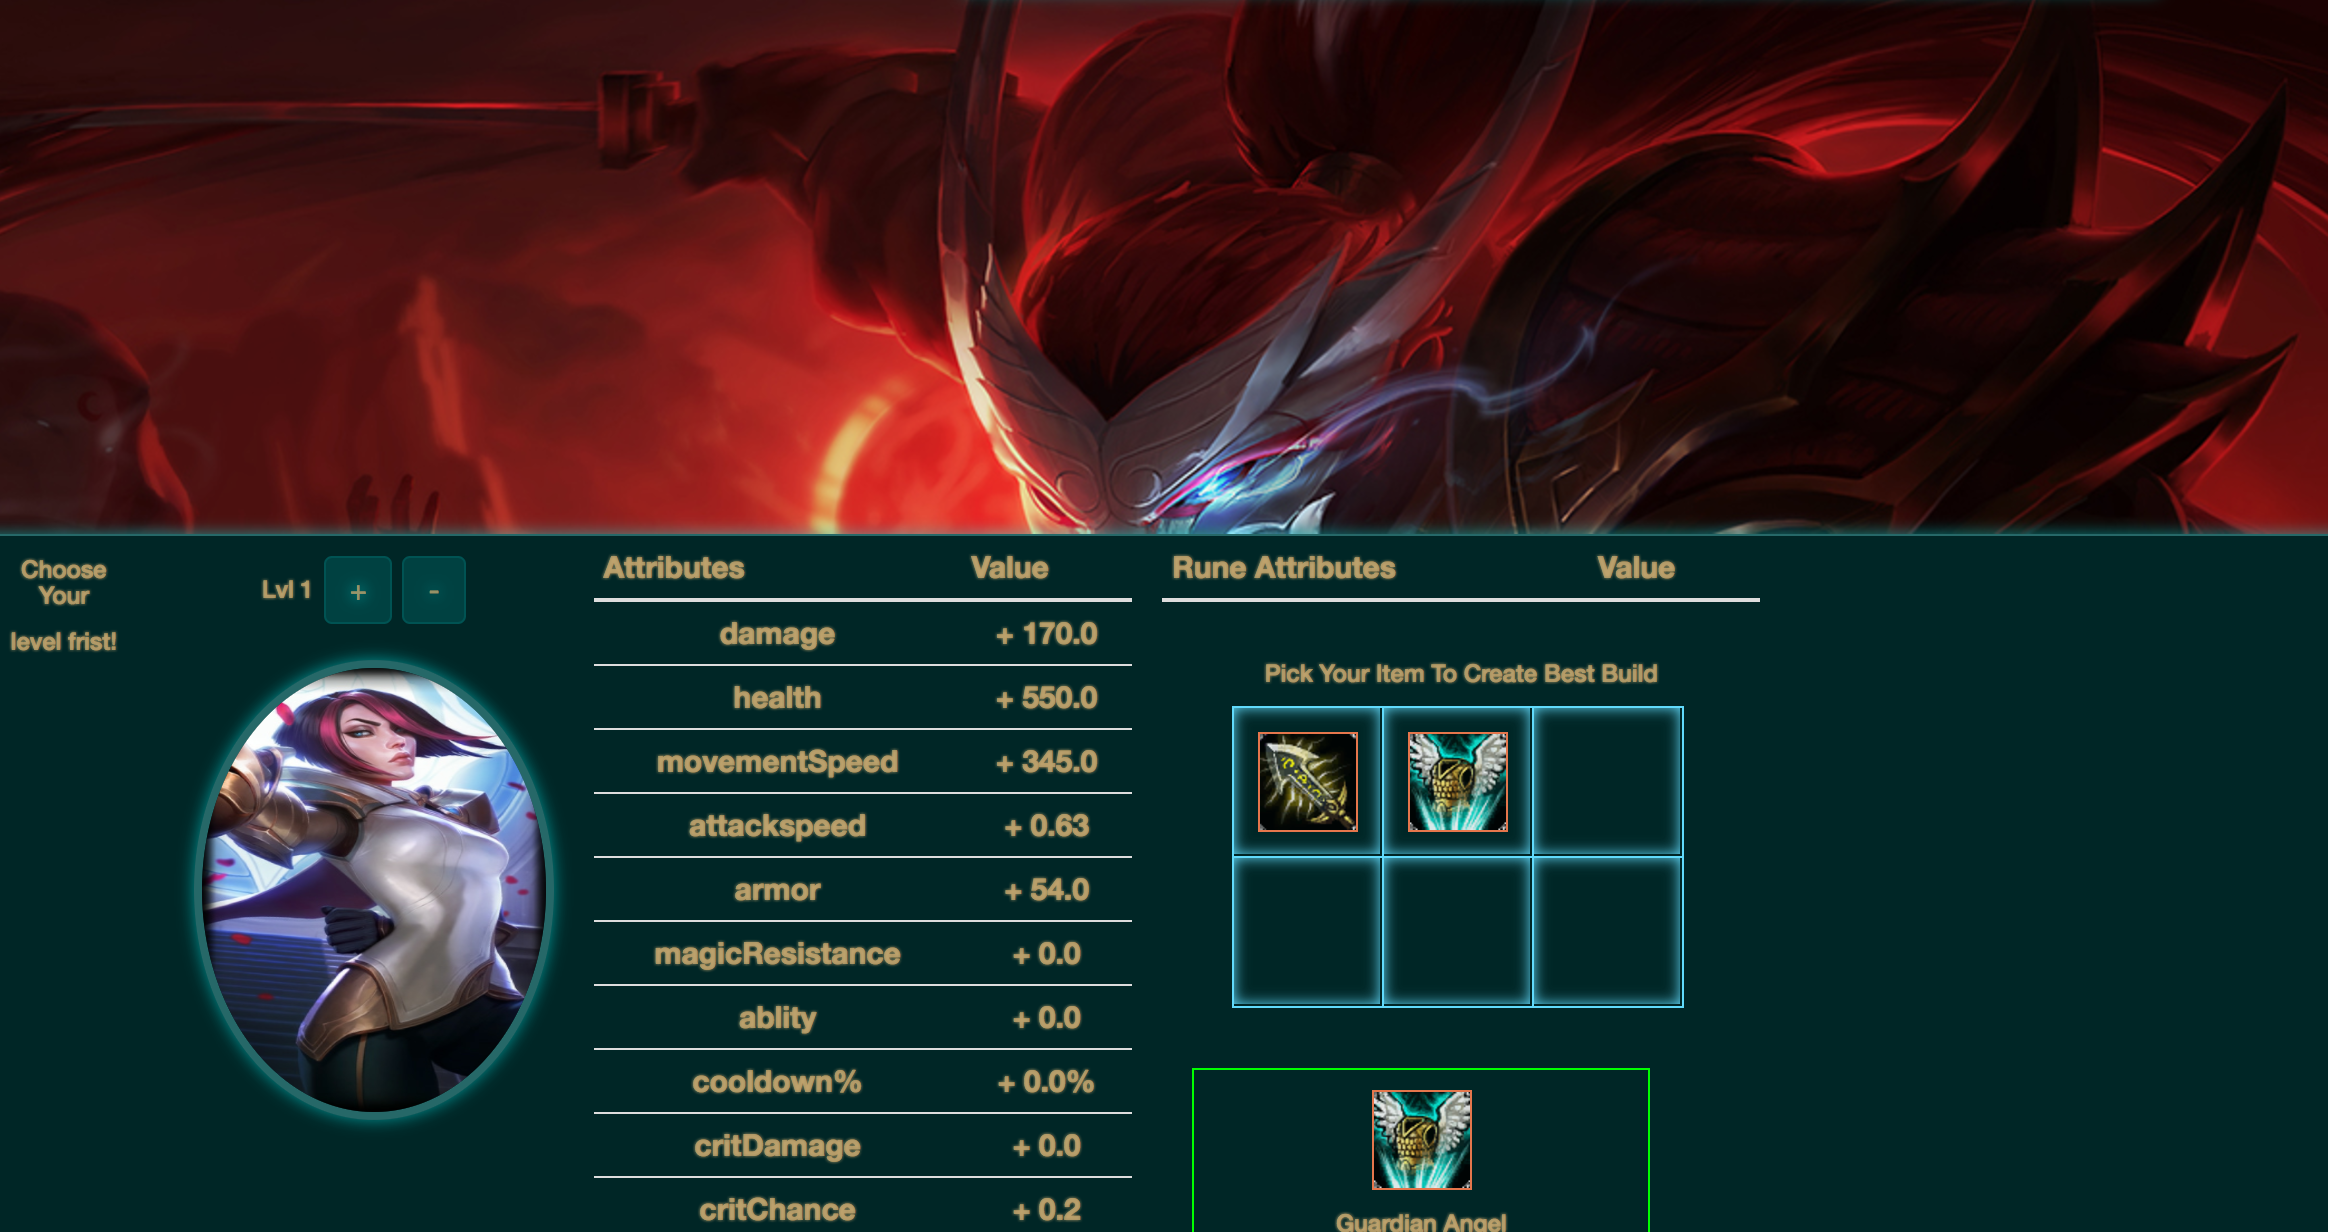 Choose
Your
level frist!
Lvl 1 + -
Attributes Value
damage + 170.0
health + 550.0
movementSpeed + 345.0
attackspeed + 0.63
armor + 54.0
magicResistance + 0.0
ablity + 0.0
cooldown% + 0.0%
critDamage + 0.0
critChance + 0.2
Rune Attributes Value
Pick Your Item To Create Best Build
Guardian Angel